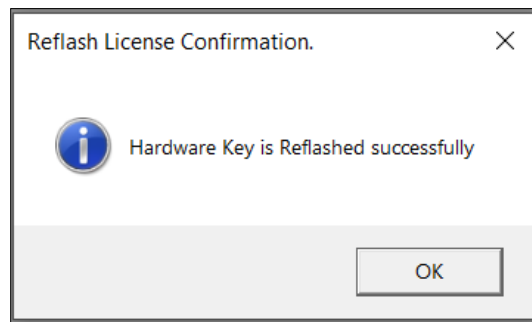 Reflash License Confirmation.
Hardware Key is Reflashed successfully
OK